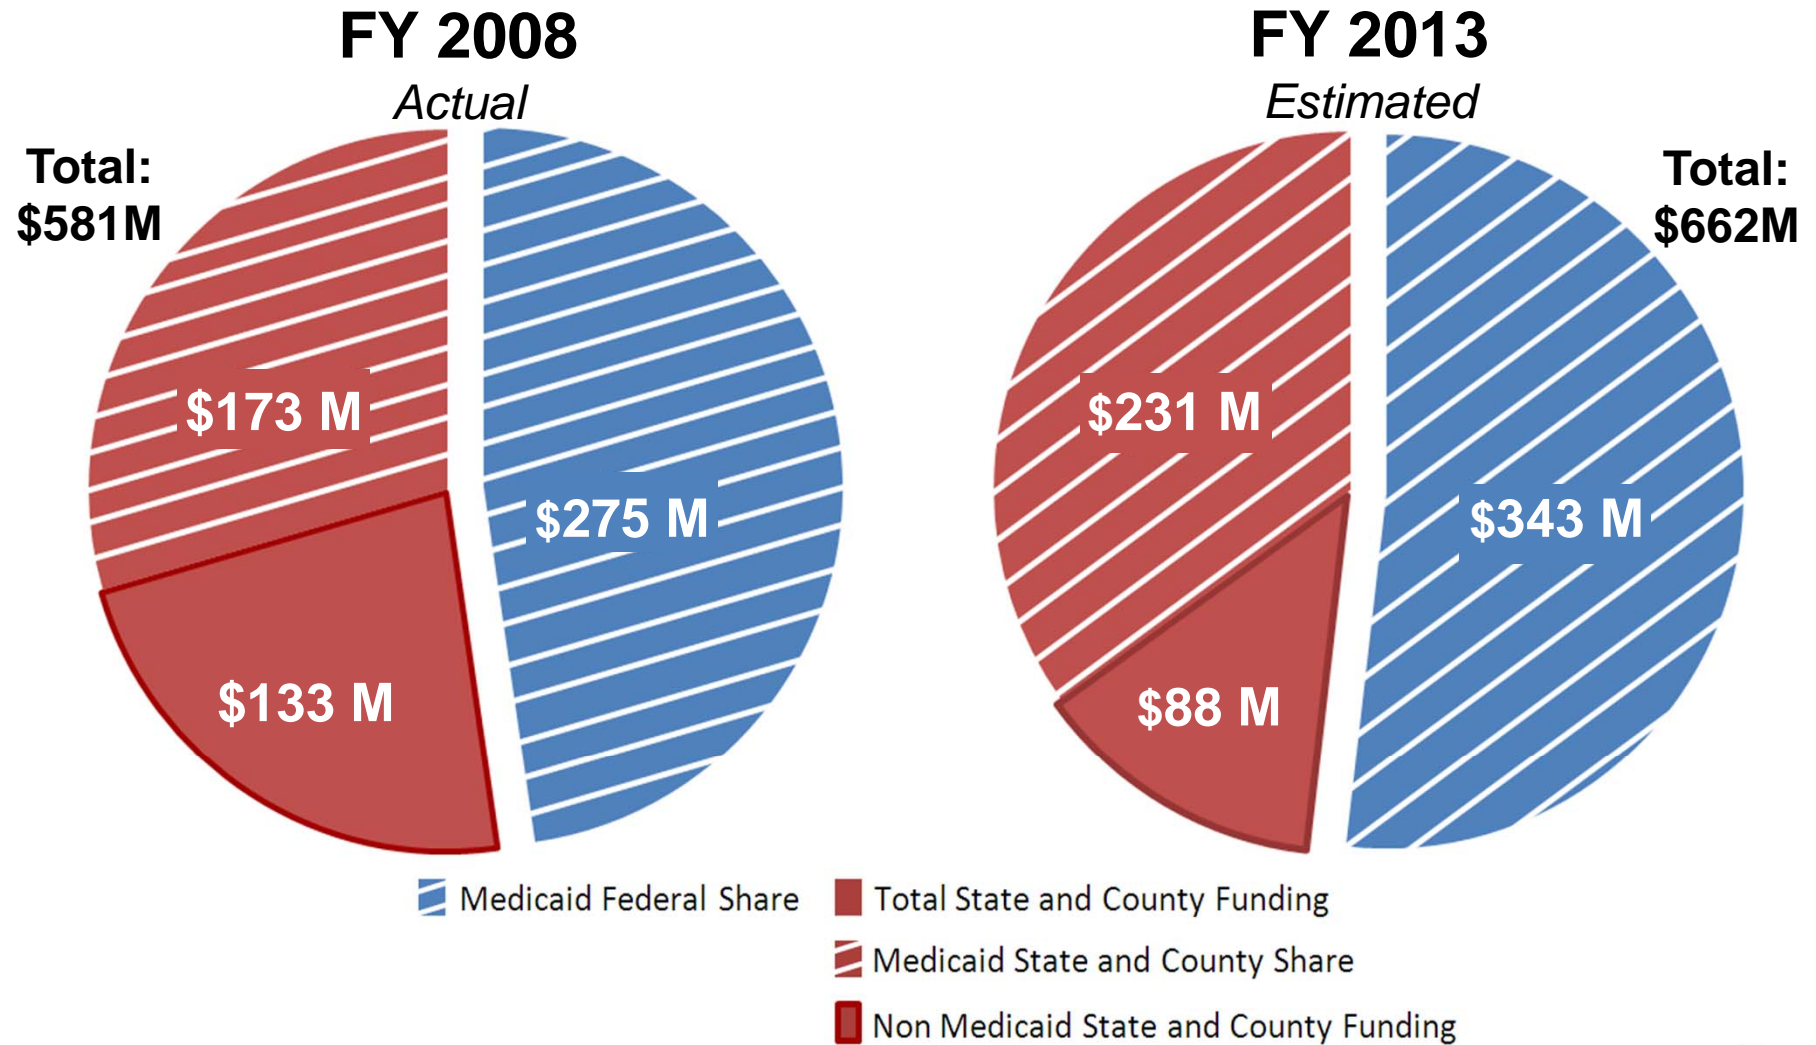 FY 2008
Actual
Total:
$581M
$173 M
$275 M
$133 M
FY 2013
Estimated
Total:
$662M
$231 M
$343 M
$88 M
Medicaid Federal Share
Total State and County Funding
Medicaid State and County Share
Non Medicaid State and County Funding